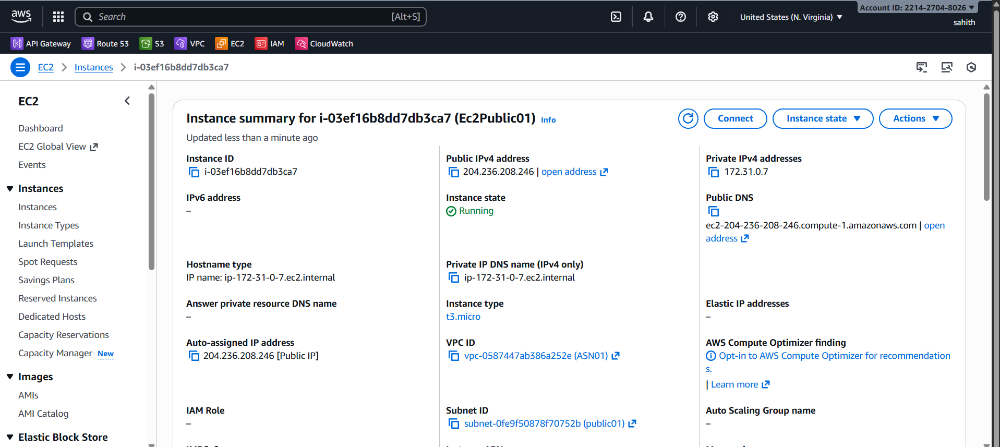 aws
Search
[Alt+S]
United States (N. Virginia)
Account ID: 2214-2704-8026
sahith
API Gateway
Route 53
S3
VPC
EC2
IAM
CloudWatch
EC2
Instances
i-03ef16b8dd7db3ca7
EC2
Dashboard
EC2 Global View
Events
Instances
Instances
Instance Types
Launch Templates
Spot Requests
Savings Plans
Reserved Instances
Dedicated Hosts
Capacity Reservations
Capacity Manager New
Images
AMIs
AMI Catalog
Elastic Block Store
Instance summary for i-03ef16b8dd7db3ca7 (Ec2Public01) Info
Updated less than a minute ago
Connect
Instance state
Actions
Instance ID
i-03ef16b8dd7db3ca7
Public IPv4 address
204.236.208.246 | open address
Private IPv4 addresses
172.31.0.7
IPv6 address
–
Instance state
Running
Public DNS
ec2-204-236-208-246.compute-1.amazonaws.com | open
address
Hostname type
IP name: ip-172-31-0-7.ec2.internal
Private IP DNS name (IPv4 only)
ip-172-31-0-7.ec2.internal
Answer private resource DNS name
–
Instance type
t3.micro
Elastic IP addresses
–
Auto-assigned IP address
204.236.208.246 [Public IP]
VPC ID
vpc-0587447ab386a252e (ASN01)
AWS Compute Optimizer finding
Opt-in to AWS Compute Optimizer for recommendation
s.
| Learn more
IAM Role
–
Subnet ID
subnet-0fe9f50878f70752b (public01)
Auto Scaling Group name
–